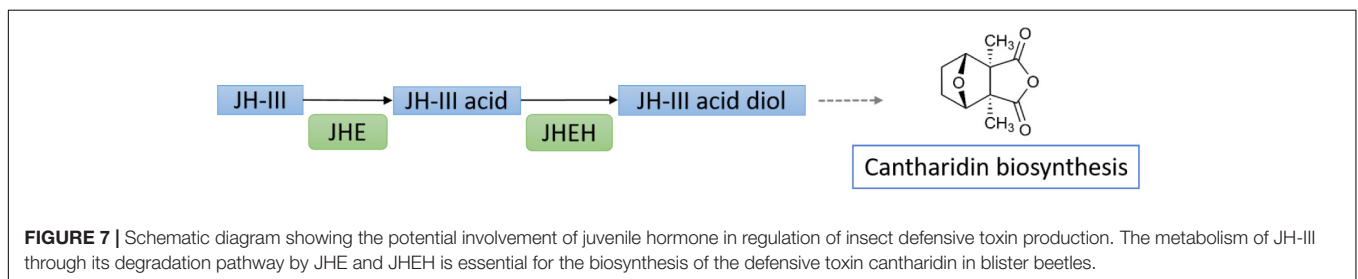 JH-III
JH-III acid
JH-III acid diol
JHE
JHEH
CH3
O
O
O
CH3
O
Cantharidin biosynthesis
FIGURE 7 | Schematic diagram showing the potential involvement of juvenile hormone in regulation of insect defensive toxin production. The metabolism of JH-III
through its degradation pathway by JHE and JHEH is essential for the biosynthesis of the defensive toxin cantharidin in blister beetles.